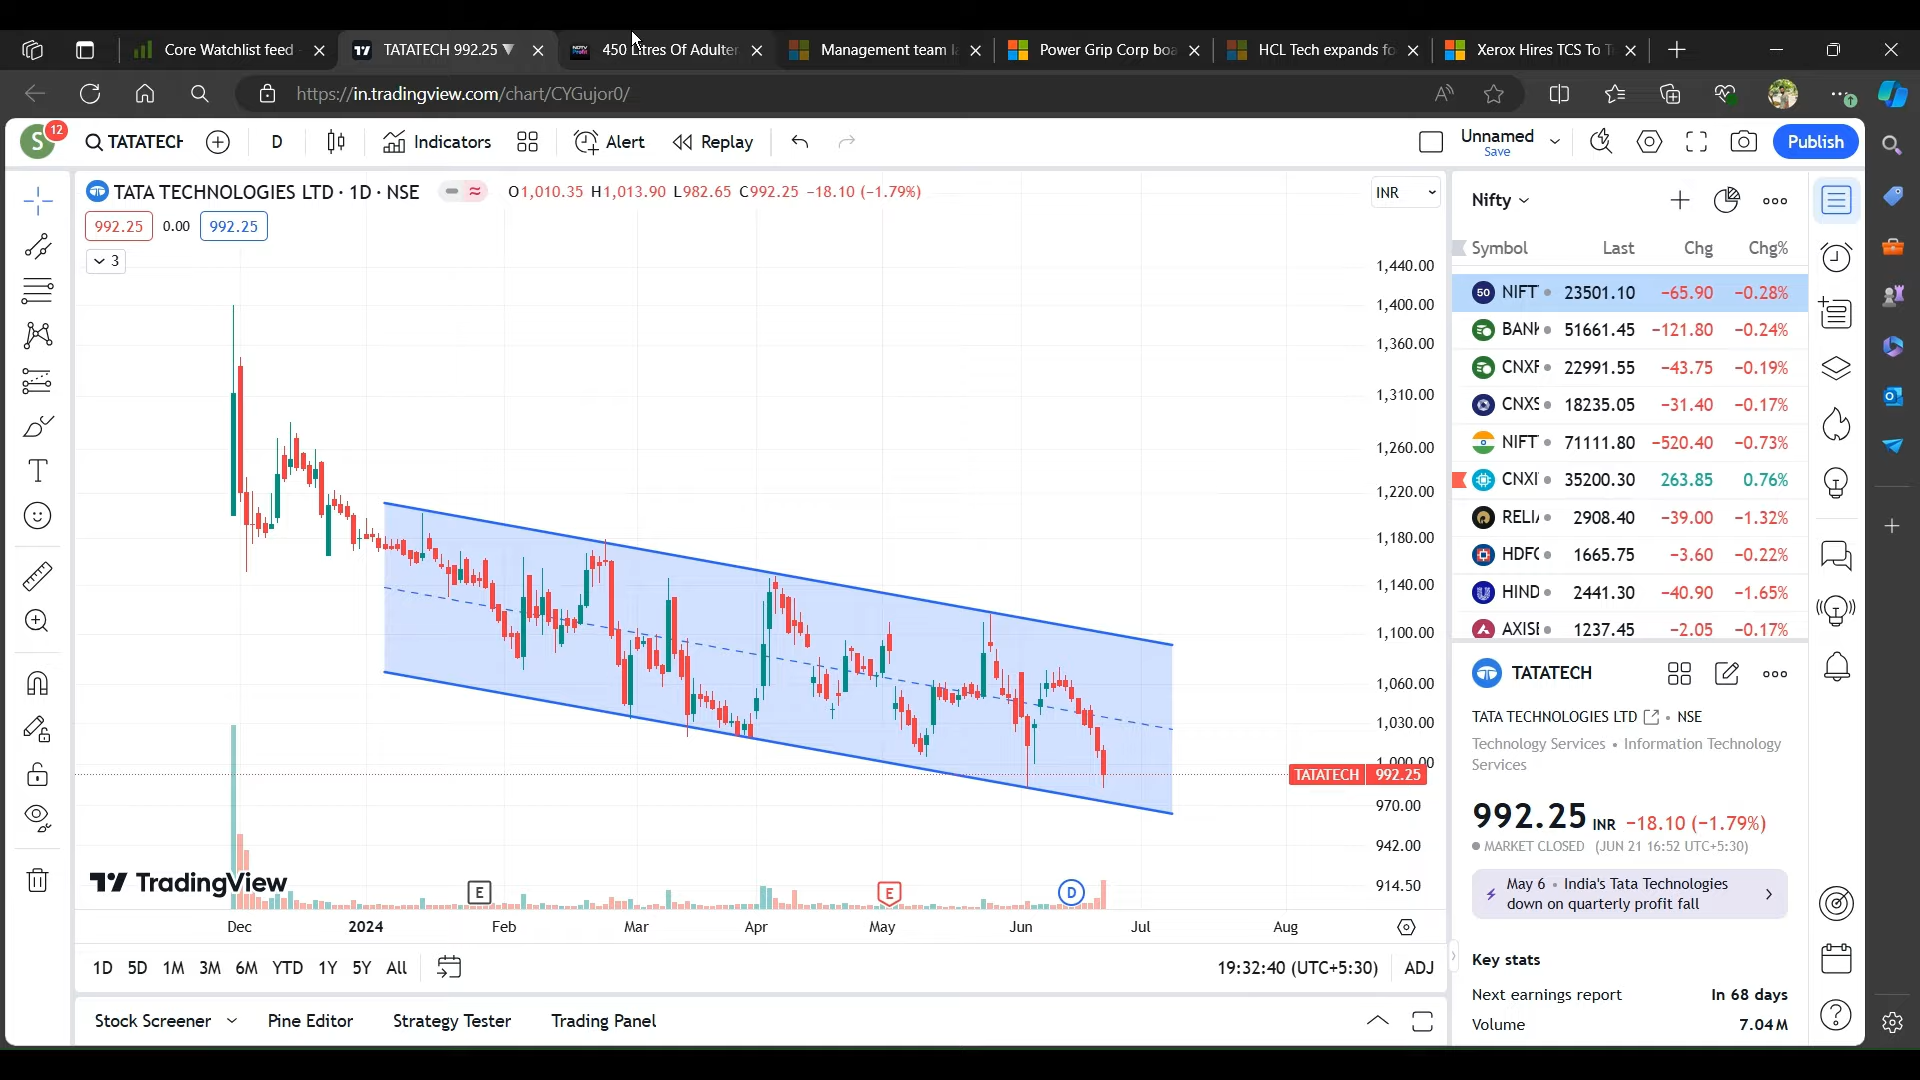 Core Watchlist feed
TATATECH 992.25 ▼
450 Litres Of Adulter
Management team
Power Grip Corp boa
HCL Tech expands fo
Xerox Hires TCS To T
https://in.tradingview.com/chart/CYGujor0/
S 12
TATATECH D Indicators Alert Replay
Unnamed
Save
Publish
TATA TECHNOLOGIES LTD · 1D · NSE O1,010.35 H1,013.90 L982.65 C992.25 −18.10 (−1.79%)
INR
992.25 0.00 992.25
3
1,440.00
1,400.00
1,360.00
1,310.00
1,260.00
1,220.00
1,180.00
1,140.00
1,100.00
1,060.00
1,030.00
1,000.00
TATATECH 992.25
970.00
942.00
914.50
TradingView
E E D
Dec 2024 Feb Mar Apr May Jun Jul Aug
1D 5D 1M 3M 6M YTD 1Y 5Y All
19:32:40 (UTC+5:30) ADJ
Stock Screener Pine Editor Strategy Tester Trading Panel
Nifty
Symbol Last Chg Chg%
50 NIFT 23501.10 −65.90 −0.28%
BANK 51661.45 −121.80 −0.24%
CNXF 22991.55 −43.75 −0.19%
CNXS 18235.05 −31.40 −0.17%
NIFT 71111.80 −520.40 −0.73%
CNXI 35200.30 263.85 0.76%
RELI 2908.40 −39.00 −1.32%
HDFC 1665.75 −3.60 −0.22%
HIND 2441.30 −40.90 −1.65%
AXISE 1237.45 −2.05 −0.17%
TATATECH
TATA TECHNOLOGIES LTD • NSE
Technology Services • Information Technology
Services
992.25 INR −18.10 (−1.79%)
MARKET CLOSED (JUN 21 16:52 UTC+5:30)
May 6 • India's Tata Technologies
down on quarterly profit fall
Key stats
Next earnings report In 68 days
Volume 7.04M